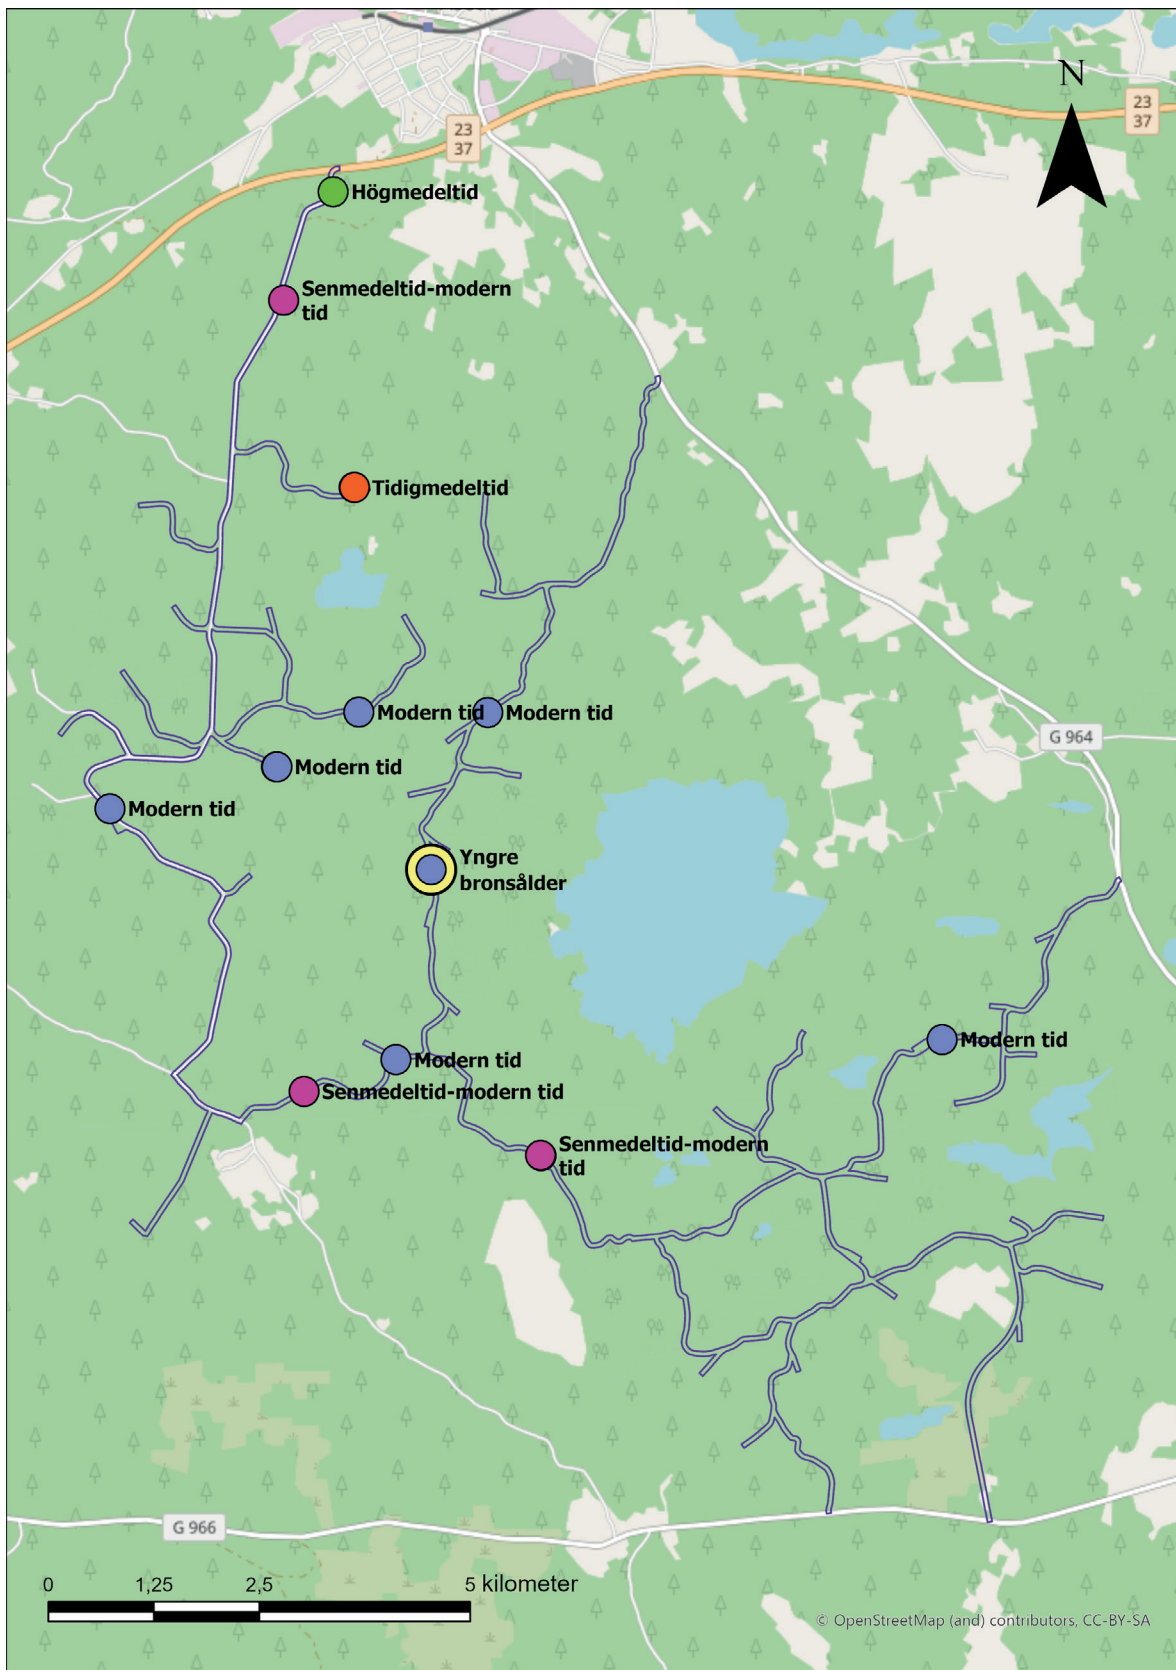 N
23
37
23
37
Högmedeltid
Senmedeltid-modern
tid
Tidigmedeltid
Modern tid
Modern tid
G 964
Modern tid
Modern tid
Yngre
bronsålder
Modern tid
Modern tid
Senmedeltid-modern tid
Senmedeltid-modern
tid
G 966
0
1,25
2,5
5 kilometer
© OpenStreetMap (and) contributors, CC-BY-SA